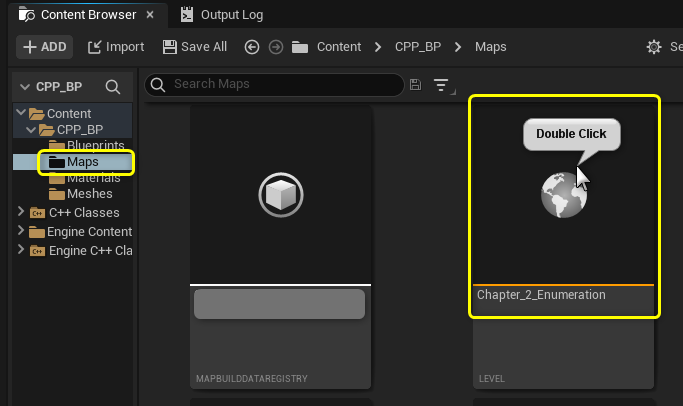 Content Browser
Output Log
ADD
Import
Save All
Content
CPP_BP
Maps
Se
CPP_BP
Search Maps
Content
CPP_BP
Blueprints
Maps
Materials
Meshes
C++ Classes
Engine Content
Engine C++ Cla
Double Click
Chapter_2_Enumeration
MAPBUILDDATAREGISTRY
LEVEL